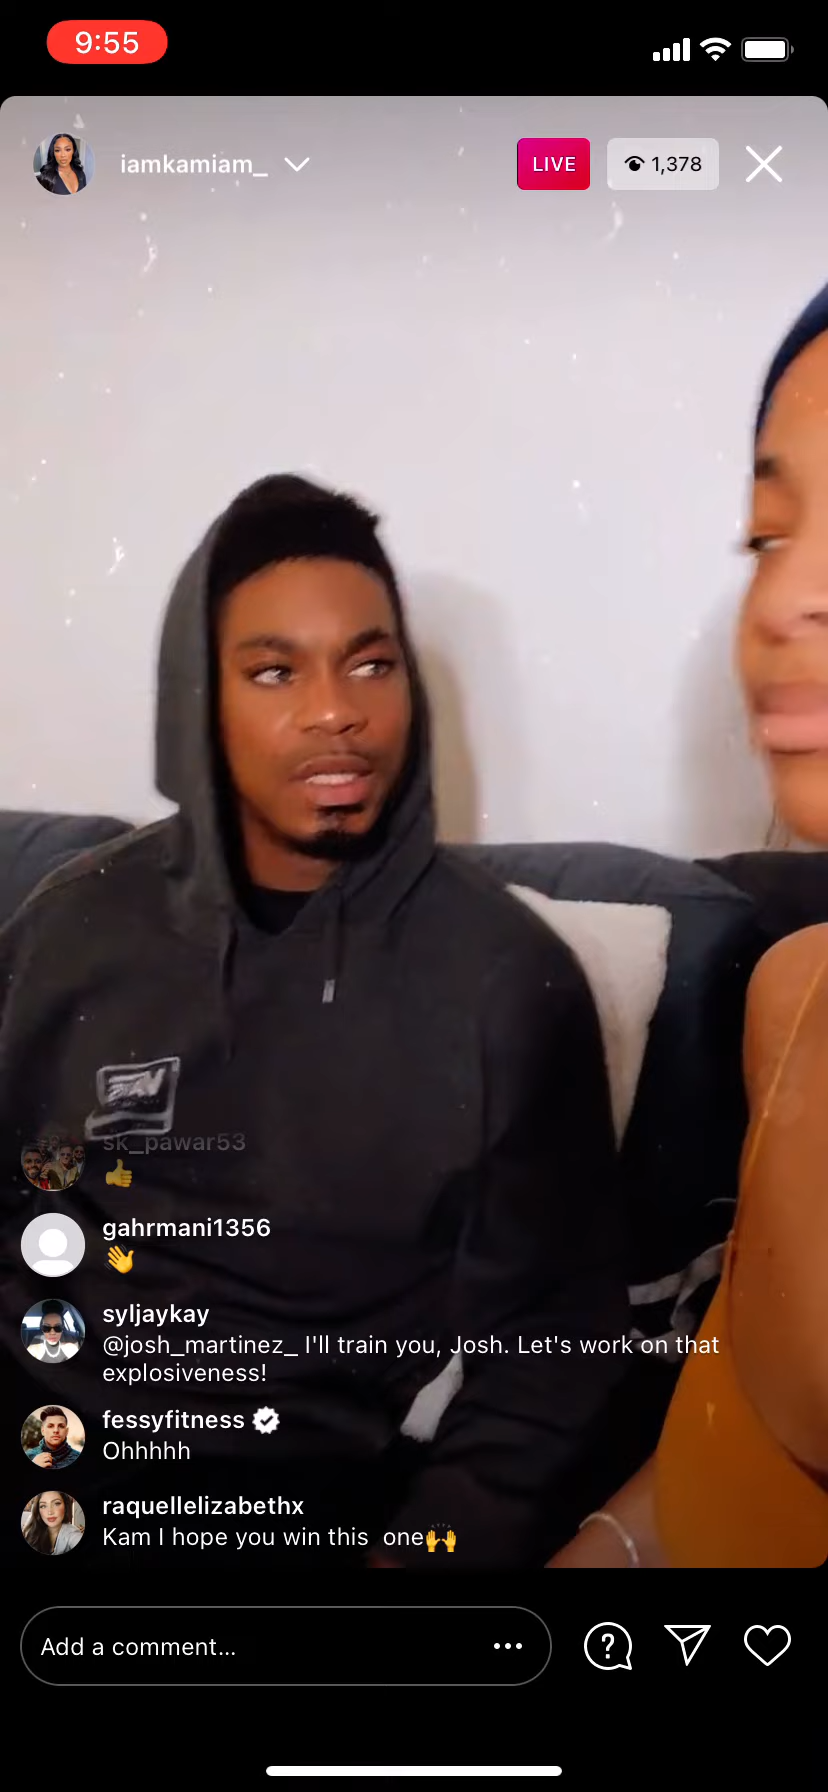 9:55
iamkamiam_
LIVE
1,378
sk_pawar53
👍
gahrmani1356
👋
syljaykay
@josh_martinez_ I'll train you, Josh. Let's work on that
explosiveness!
fessyfitness
Ohhhhh
raquellelizabethx
Kam I hope you win this  one🙌
Add a comment...